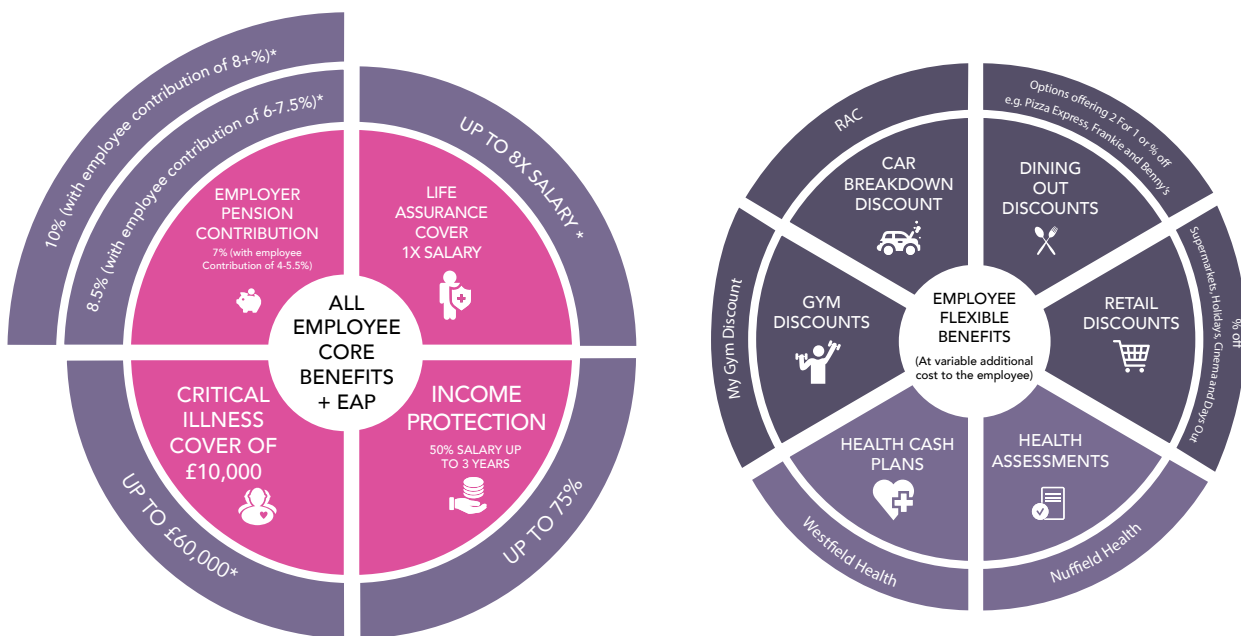 10% (with employee contribution of 8+%)*
8.5% (with employee contribution of 6-7.5%)*
EMPLOYER
PENSION
CONTRIBUTION
7% (with employee
Contribution of 4-5.5%)
UP TO 8X SALARY *
LIFE
ASSURANCE
COVER
1X SALARY
ALL
EMPLOYEE
CORE
BENEFITS
+ EAP
CRITICAL
ILLNESS
COVER OF
£10,000
UP TO £60,000*
INCOME
PROTECTION
50% SALARY UP
TO 3 YEARS
UP TO 75%
RAC
CAR
BREAKDOWN
DISCOUNT
Options offering 2 For 1 or % off
e.g. Pizza Express, Frankie and Benny's
DINING
OUT
DISCOUNTS
My Gym Discount
GYM
DISCOUNTS
EMPLOYEE
FLEXIBLE
BENEFITS
(At variable additional
cost to the employee)
RETAIL
DISCOUNTS
% off
Supermarkets, Holidays, Cinema and Days Out
HEALTH CASH
PLANS
Westfield Health
HEALTH
ASSESSMENTS
Nuffield Health